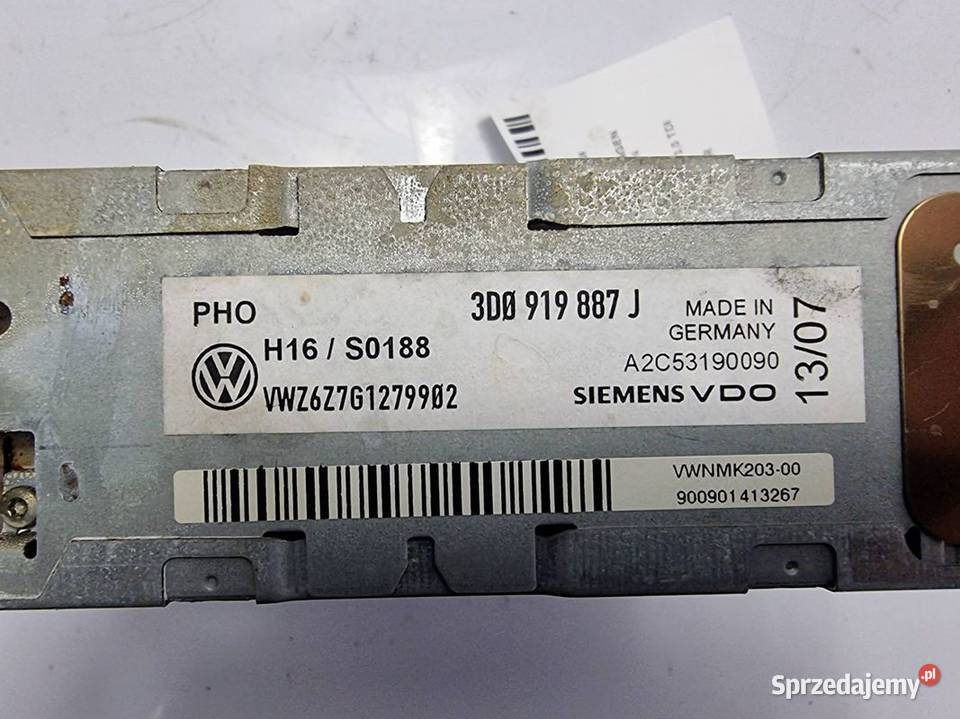 PHO
3DØ 919 887 J
MADE IN
GERMANY
H16 / S0188
A2C53190090
VWZ6Z7G1279902
SIEMENS VDO
13/07
VWNMK203-00
900901413267
Sprzedajemy.pl